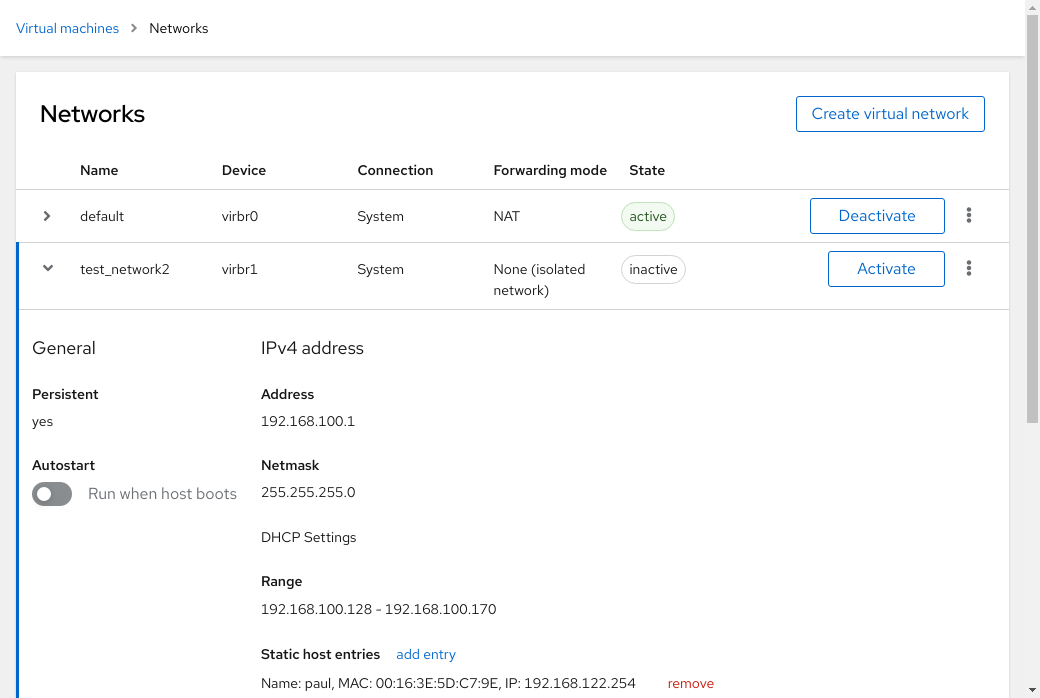 Virtual machines > Networks
Networks
Create virtual network
Name Device Connection Forwarding mode State
default virbr0 System NAT active Deactivate
test_network2 virbr1 System None (isolated network) inactive Activate
General
Persistent
yes
Autostart
Run when host boots
IPv4 address
Address
192.168.100.1
Netmask
255.255.255.0
DHCP Settings
Range
192.168.100.128 - 192.168.100.170
Static host entries add entry
Name: paul, MAC: 00:16:3E:5D:C7:9E, IP: 192.168.122.254 remove